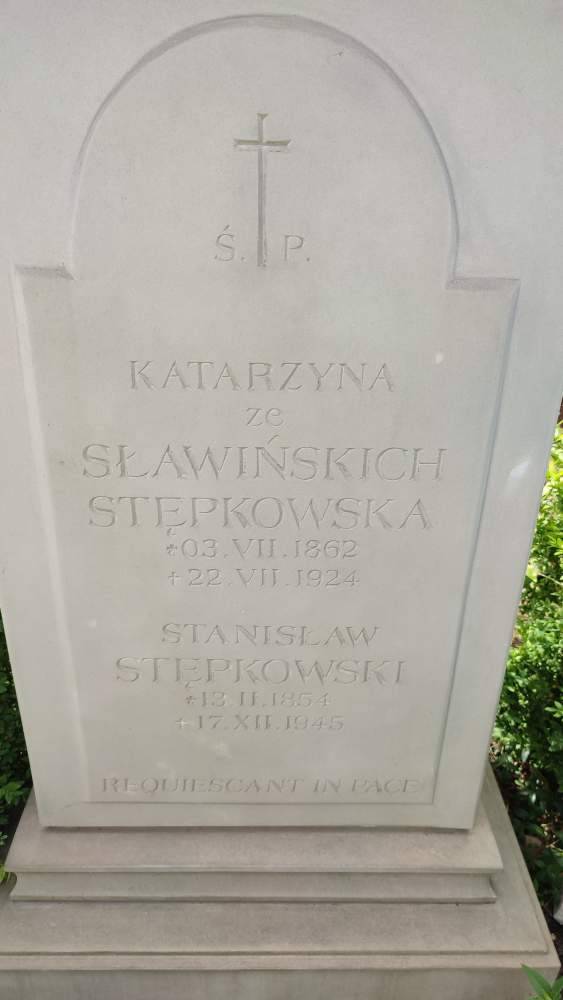 Ś. P.
KATARZYNA
ze
SŁAWIŃSKICH
STĘPKOWSKA
*03.VII.1862
+22.VII.1924
STANISŁAW
STĘPKOWSKI
*13.II.1854
+17.XII.1945
REQUIESCANT IN PACE